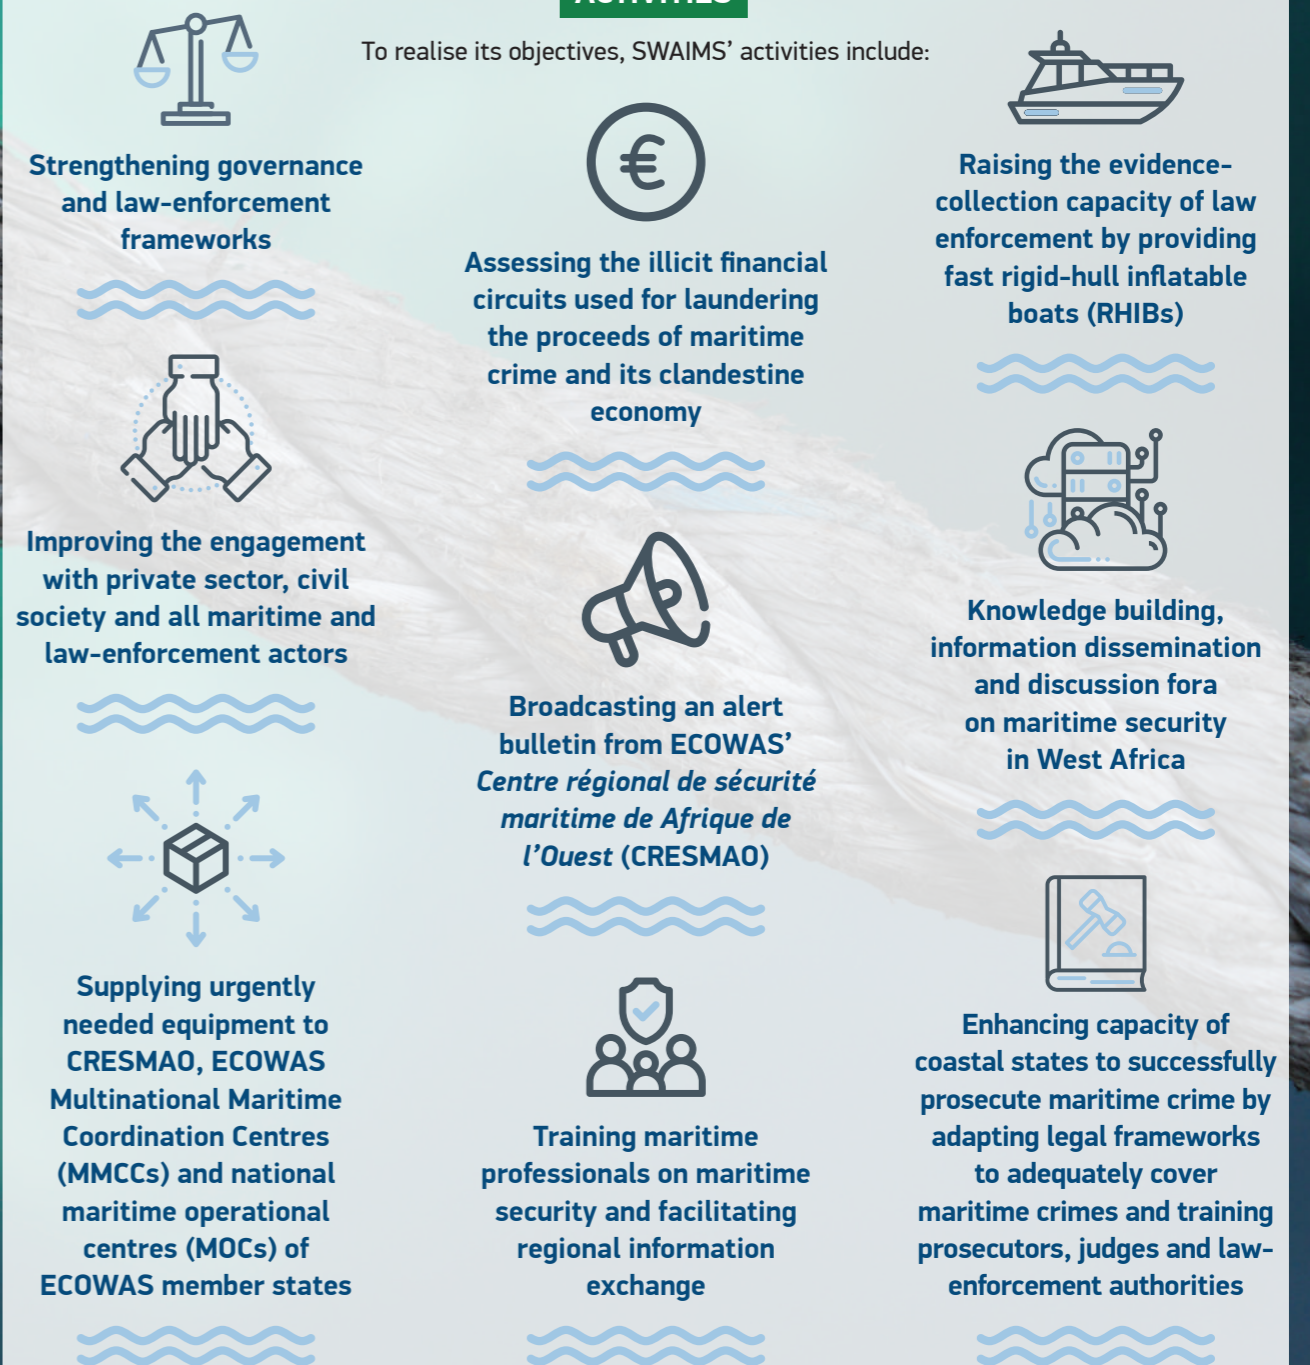 ACTIVITIES
To realise its objectives, SWAIMS' activities include:
Strengthening governance
and law-enforcement
frameworks
Improving the engagement
with private sector, civil
society and all maritime and
law-enforcement actors
Supplying urgently
needed equipment to
CRESMAO, ECOWAS
Multinational Maritime
Coordination Centres
(MMCCs) and national
maritime operational
centres (MOCs) of
ECOWAS member states
€
Assessing the illicit financial
circuits used for laundering
the proceeds of maritime
crime and its clandestine
economy
Broadcasting an alert
bulletin from ECOWAS'
Centre régional de sécurité
maritime de Afrique de
l'Ouest (CRESMAO)
Training maritime
professionals on maritime
security and facilitating
regional information
exchange
Raising the evidence-
collection capacity of law
enforcement by providing
fast rigid-hull inflatable
boats (RHIBs)
Knowledge building,
information dissemination
and discussion fora
on maritime security
in West Africa
Enhancing capacity of
coastal states to successfully
prosecute maritime crime by
adapting legal frameworks
to adequately cover
maritime crimes and training
prosecutors, judges and law-
enforcement authorities